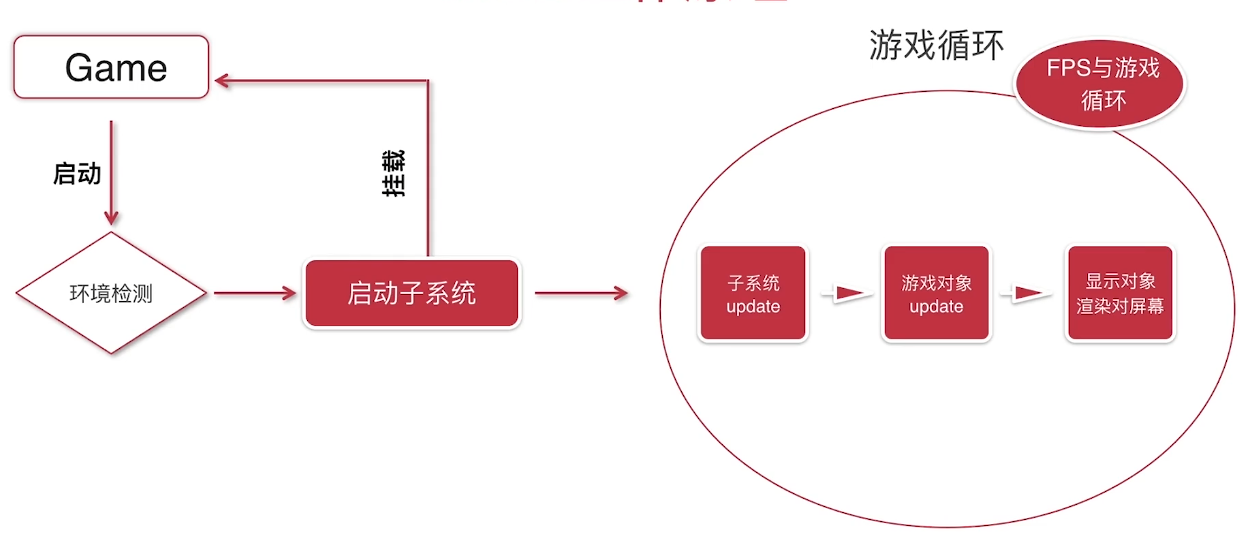 Game
启动
挂载
环境检测
启动子系统
游戏循环
FPS与游戏
循环
子系统
update
游戏对象
update
显示对象
渲染对屏幕